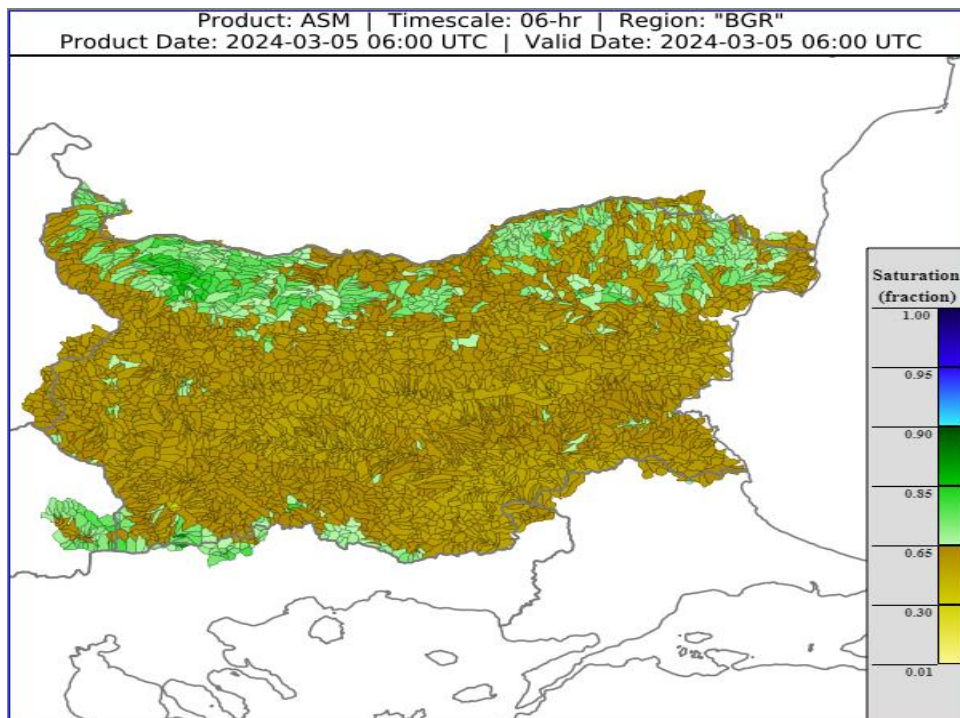 Product: ASM | Timescale: 06-hr | Region: "BGR"
Product Date: 2024-03-05 06:00 UTC | Valid Date: 2024-03-05 06:00 UTC
Saturation
(fraction)
1.00
0.95
0.90
0.85
0.65
0.30
0.01